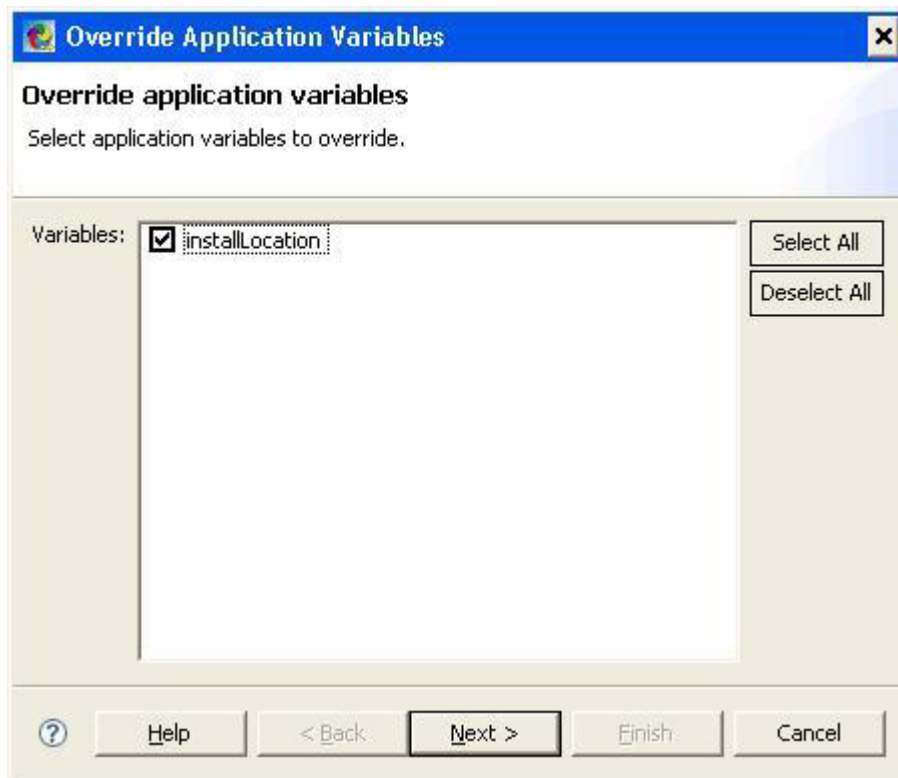 Override Application Variables
Override application variables
Select application variables to override.
Variables:
installLocation
Select All
Deselect All
?
Help
< Back
Next >
Finish
Cancel